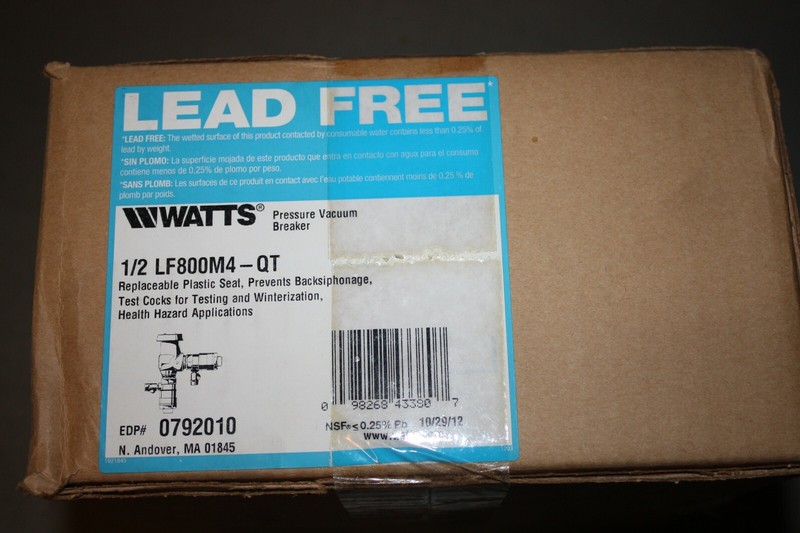 LEAD FREE*
*LEAD FREE: The wetted surface of this product contacted by consumable water contains less than 0.25% of
lead by weight.
*SIN PLOMO: La superficie mojada de este producto que entra en contacto con agua para el consumo
contiene menos de 0.25% de plomo por peso.
*SANS PLOMB: Les surfaces de ce produit en contact avec l'eau potable contiennent moins de 0.25 % de
plomb par poids.
WATTS® Pressure Vacuum
Breaker
1/2 LF800M4-QT
Replaceable Plastic Seat, Prevents Backsiphonage,
Test Cocks for Testing and Winterization,
Health Hazard Applications
0 98268 43380 7
EDP# 0792010
NSF® ≤ 0.25% Pb 10/29/12
N. Andover, MA 01845